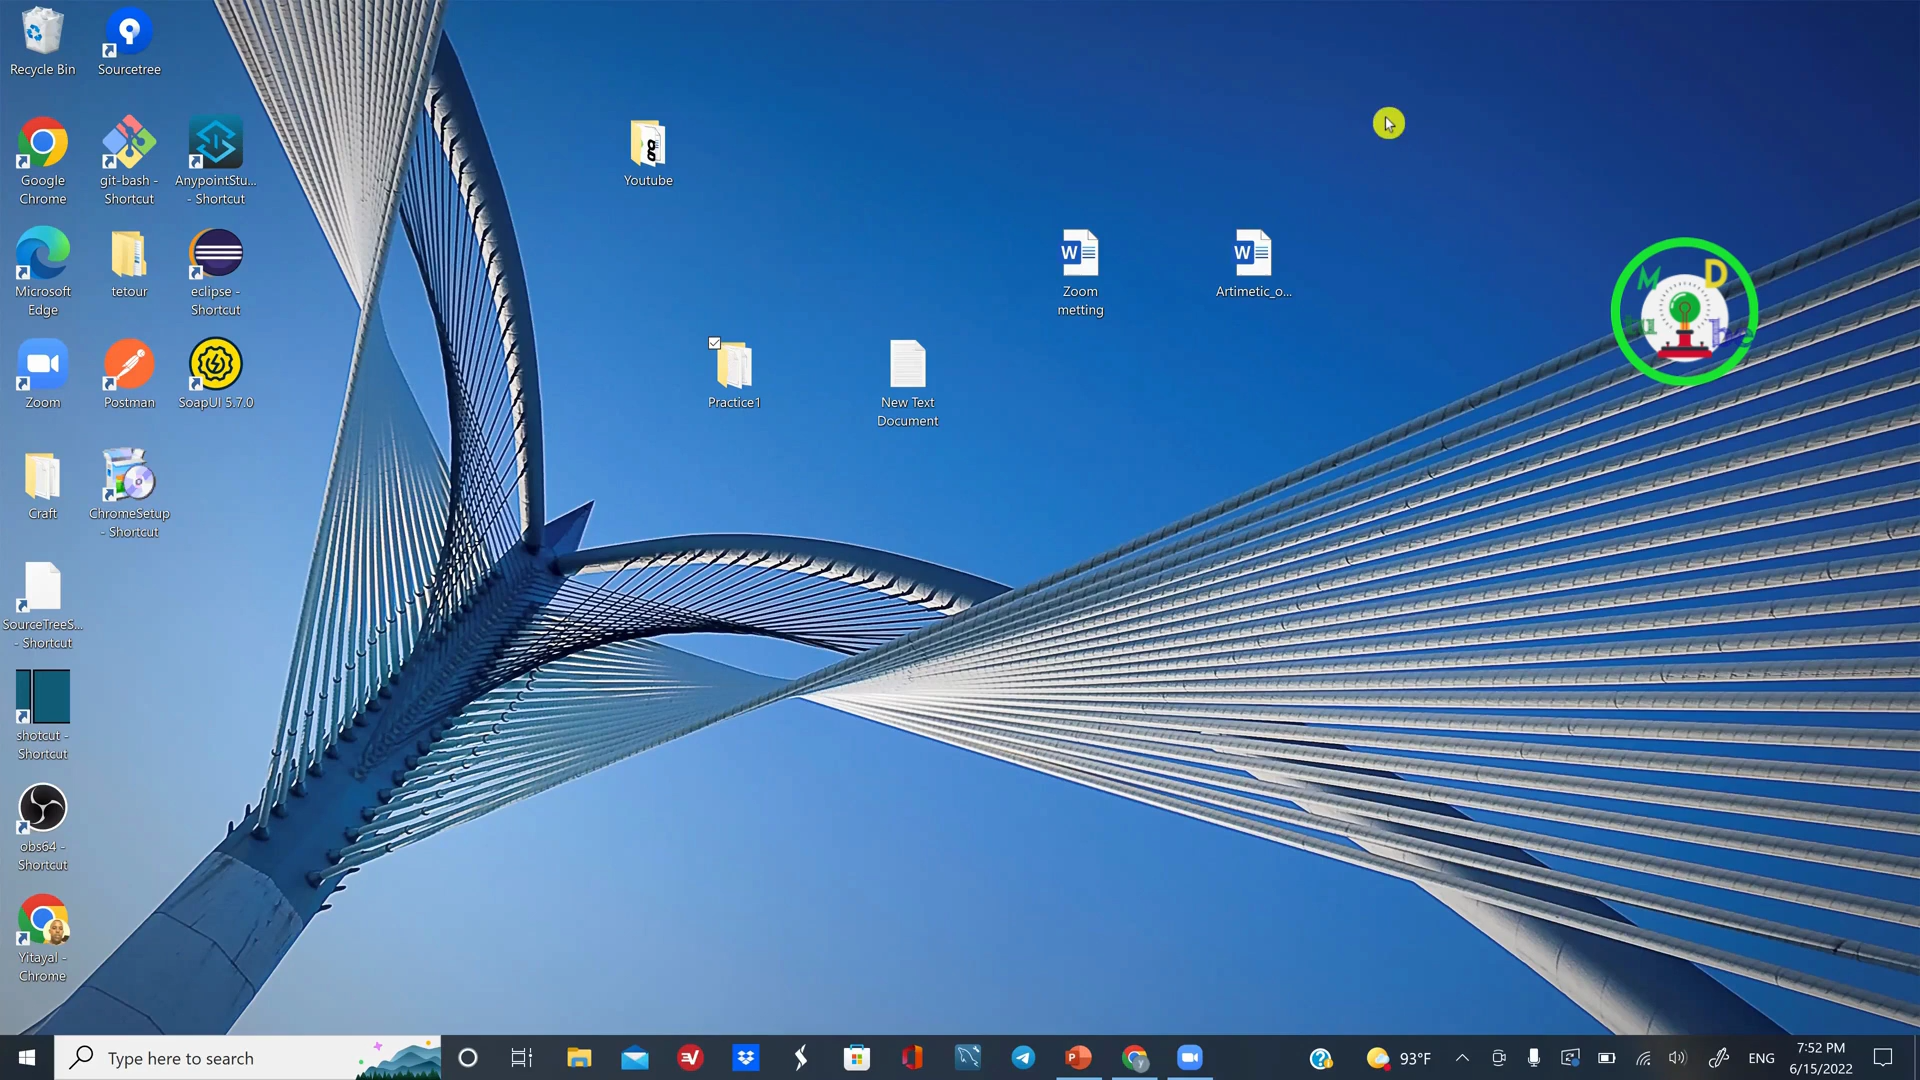 Recycle Bin
Sourcetree
Google
Chrome
git-bash -
Shortcut
AnypointStu...
- Shortcut
Youtube
Microsoft
Edge
tetour
eclipse -
Shortcut
W
Zoom
metting
W
Artimetic_o...
M D
Zoom
Postman
SoapUI 5.7.0
Practice1
New Text
Document
Craft
ChromeSetup
- Shortcut
SourceTreeS...
- Shortcut
shotcut -
Shortcut
obs64 -
Shortcut
Yitayal -
Chrome
Type here to search
93°F
ENG
7:52 PM
6/15/2022